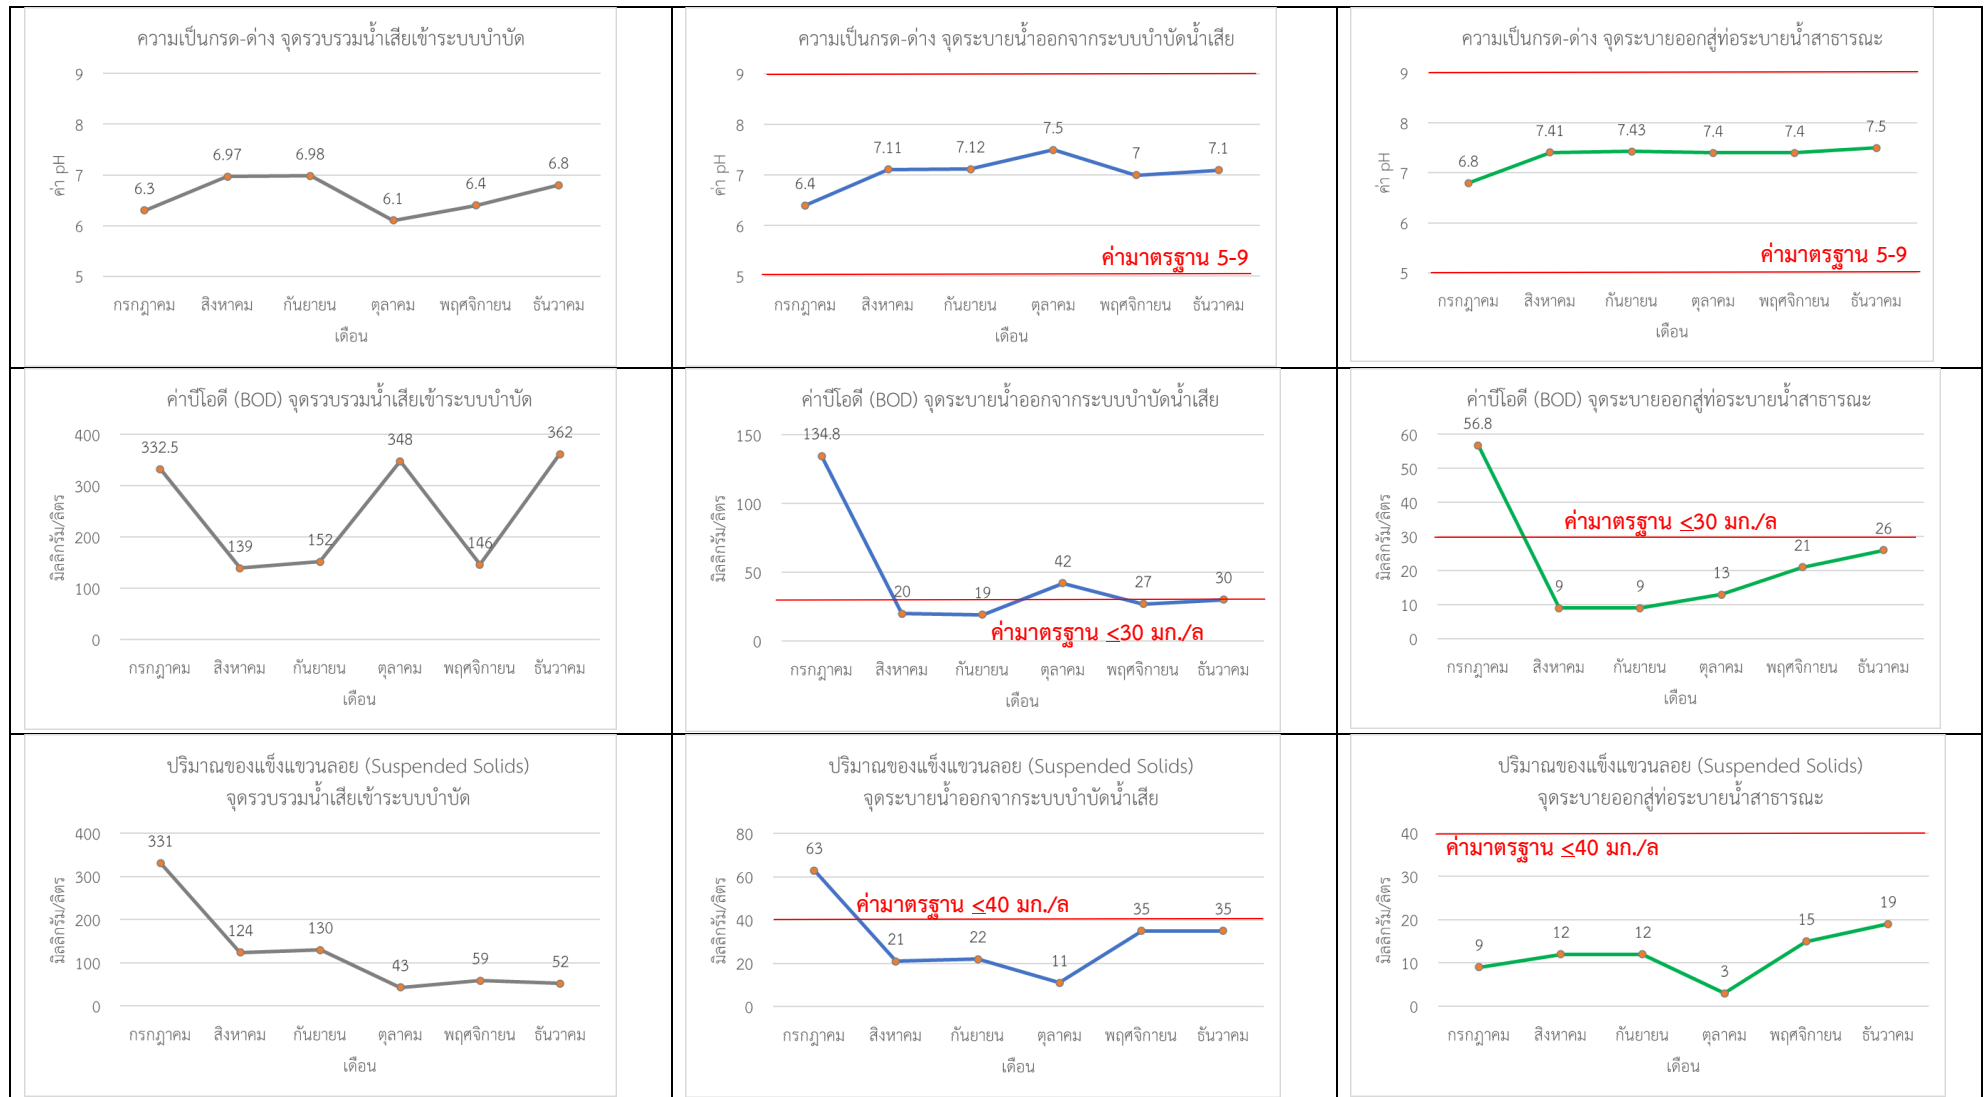 ความเป็นกรด-ด่าง จุดรวบรวมน้ำเสียเข้าระบบบำบัด
9
8
7
6
5
ค่า pH
6.3
6.97
6.98
6.1
6.4
6.8
กรกฎาคม สิงหาคม กันยายน ตุลาคม พฤศจิกายน ธันวาคม
เดือน
ความเป็นกรด-ด่าง จุดระบายน้ำออกจากระบบบำบัดน้ำเสีย
9
8
7
6
5
ค่า pH
6.4
7.11
7.12
7.5
7
7.1
ค่ามาตรฐาน 5-9
กรกฎาคม สิงหาคม กันยายน ตุลาคม พฤศจิกายน ธันวาคม
เดือน
ความเป็นกรด-ด่าง จุดระบายออกสู่ท่อระบายน้ำสาธารณะ
9
8
7
6
5
ค่า pH
6.8
7.41
7.43
7.4
7.4
7.5
ค่ามาตรฐาน 5-9
กรกฎาคม สิงหาคม กันยายน ตุลาคม พฤศจิกายน ธันวาคม
เดือน
ค่าบีโอดี (BOD) จุดรวบรวมน้ำเสียเข้าระบบบำบัด
400
300
200
100
0
มิลลิกรัม/ลิตร
332.5
139
152
348
146
362
กรกฎาคม สิงหาคม กันยายน ตุลาคม พฤศจิกายน ธันวาคม
เดือน
ค่าบีโอดี (BOD) จุดระบายน้ำออกจากระบบบำบัดน้ำเสีย
150
100
50
0
มิลลิกรัม/ลิตร
134.8
20
19
42
27
30
ค่ามาตรฐาน <30 มก./ล
กรกฎาคม สิงหาคม กันยายน ตุลาคม พฤศจิกายน ธันวาคม
เดือน
ค่าบีโอดี (BOD) จุดระบายออกสู่ท่อระบายน้ำสาธารณะ
60
50
40
30
20
10
0
มิลลิกรัม/ลิตร
56.8
9
9
13
21
26
ค่ามาตรฐาน <30 มก./ล
กรกฎาคม สิงหาคม กันยายน ตุลาคม พฤศจิกายน ธันวาคม
เดือน
ปริมาณของแข็งแขวนลอย (Suspended Solids)
จุดรวบรวมน้ำเสียเข้าระบบบำบัด
400
300
200
100
0
มิลลิกรัม/ลิตร
331
124
130
43
59
52
กรกฎาคม สิงหาคม กันยายน ตุลาคม พฤศจิกายน ธันวาคม
เดือน
ปริมาณของแข็งแขวนลอย (Suspended Solids)
จุดระบายน้ำออกจากระบบบำบัดน้ำเสีย
80
60
40
20
0
มิลลิกรัม/ลิตร
63
21
22
11
35
35
ค่ามาตรฐาน <40 มก./ล
กรกฎาคม สิงหาคม กันยายน ตุลาคม พฤศจิกายน ธันวาคม
เดือน
ปริมาณของแข็งแขวนลอย (Suspended Solids)
จุดระบายออกสู่ท่อระบายน้ำสาธารณะ
40
30
20
10
0
มิลลิกรัม/ลิตร
9
12
12
3
15
19
ค่ามาตรฐาน <40 มก./ล
กรกฎาคม สิงหาคม กันยายน ตุลาคม พฤศจิกายน ธันวาคม
เดือน